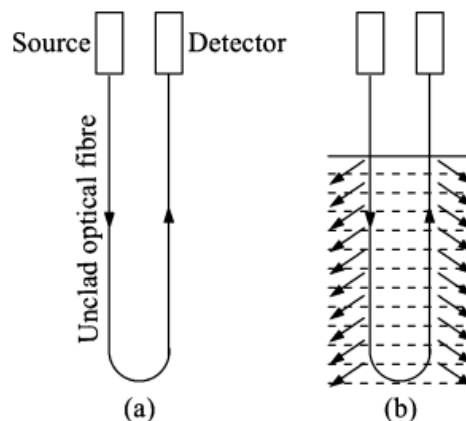 Source
Detector
Unclad optical fibre
(a)
(b)